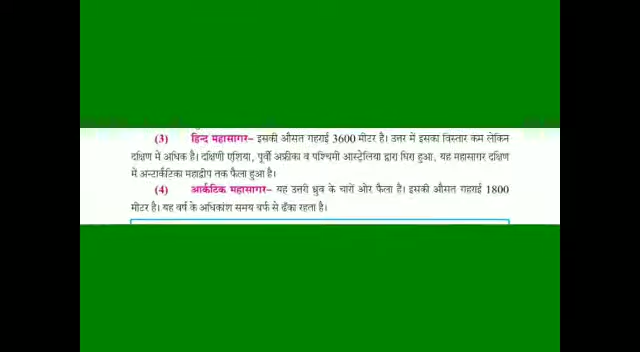 (3) हिन्द महासागर– इसकी औसत गहराई 3600 मीटर है। उत्तर में इसका विस्तार कम लेकिन
दक्षिण मे अधिक है। दक्षिणी एशिया, पूर्वी अफ्रीका व पश्चिमी आस्ट्रेलिया द्वारा घिरा हुआ, यह महासागर दक्षिण
में अन्टार्कटिका महाद्वीप तक फैला हुआ है।
(4) आर्कटिक महासागर– यह उत्तरी ध्रुव के चारों ओर फैला है। इसकी औसत गहराई 1800
मीटर है। यह वर्ष के अधिकांश समय बर्फ से ढँका रहता है।